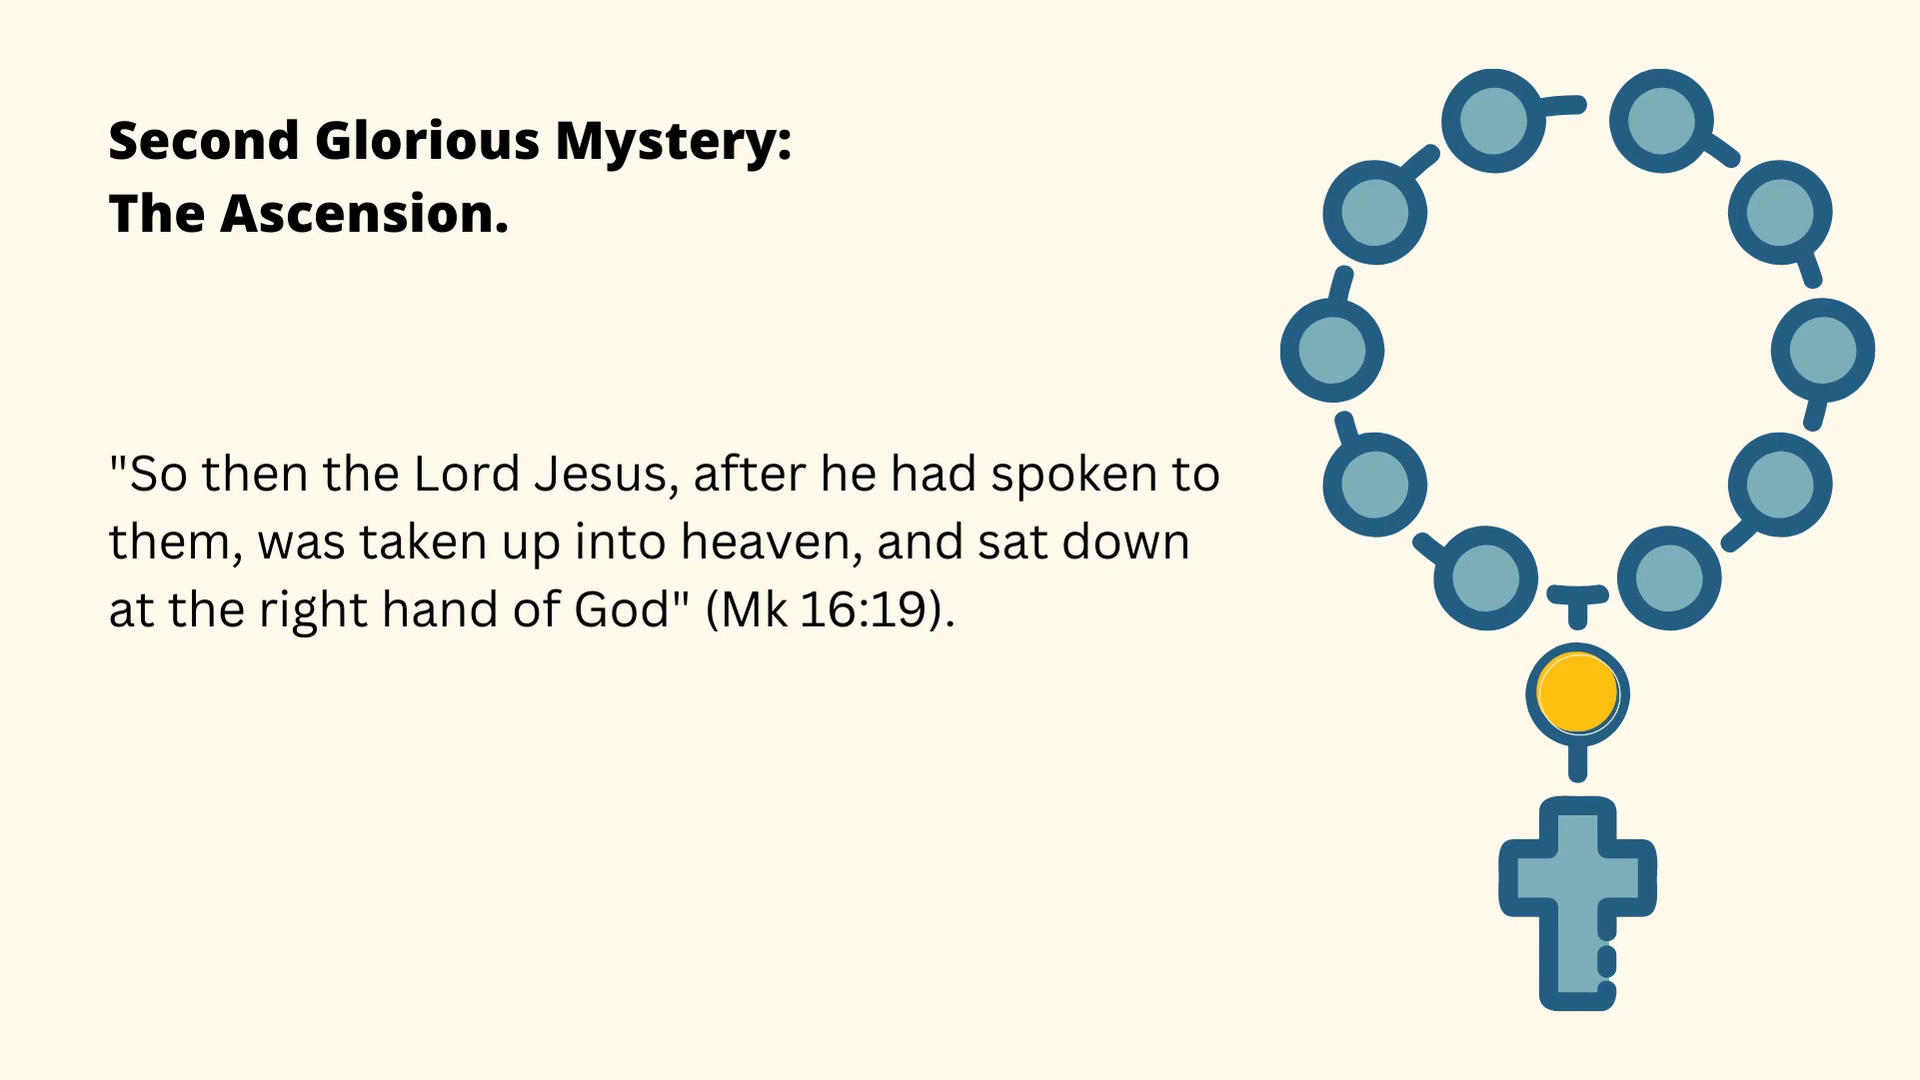 Second Glorious Mystery:
The Ascension.
"So then the Lord Jesus, after he had spoken to
them, was taken up into heaven, and sat down
at the right hand of God" (Mk 16:19).